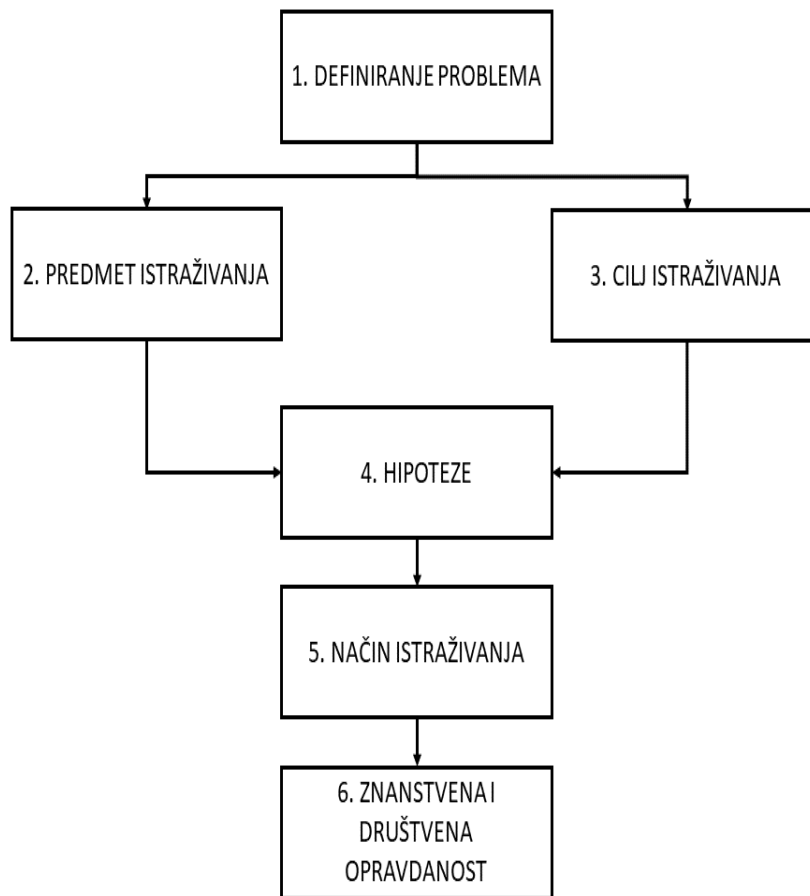 1. DEFINIRANJE PROBLEMA
2. PREDMET ISTRAŽIVANJA
3. CILJ ISTRAŽIVANJA
4. HIPOTEZE
5. NAČIN ISTRAŽIVANJA
6. ZNANSTVENA I
DRUŠTVENA
OPRAVDANOST